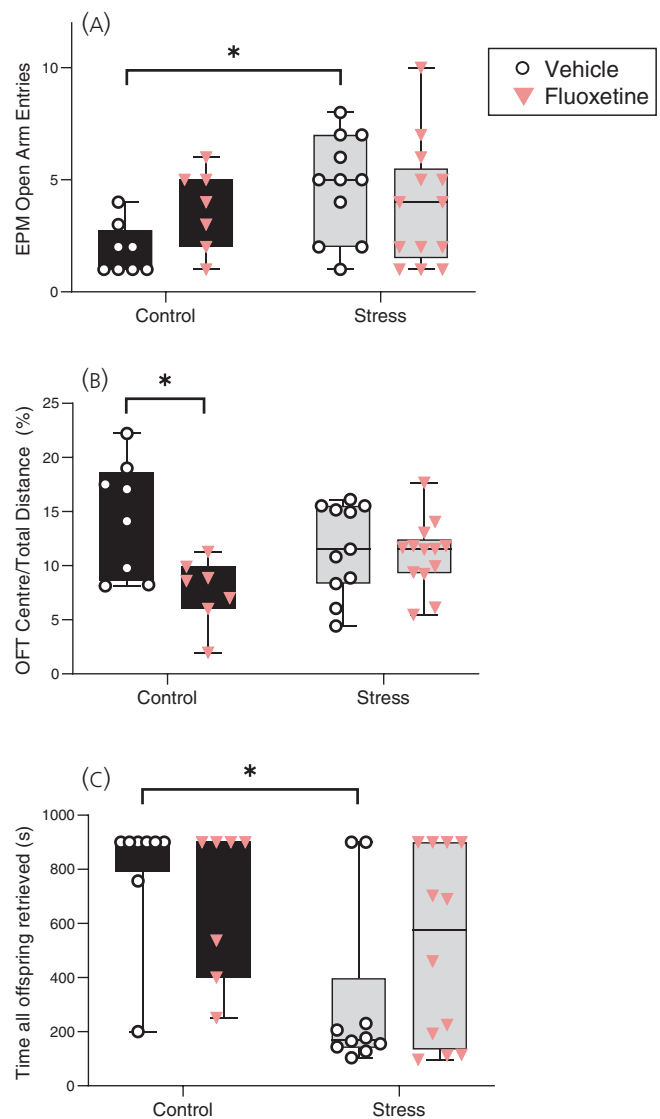 (A)
*
Vehicle
Fluoxetine
EPM Open Arm Entries
10
5
0
Control
Stress
(B)
*
OFT Centre/Total Distance (%)
25
20
15
10
5
0
Control
Stress
(C)
*
Time all offspring retrieved (s)
1000
800
600
400
200
0
Control
Stress